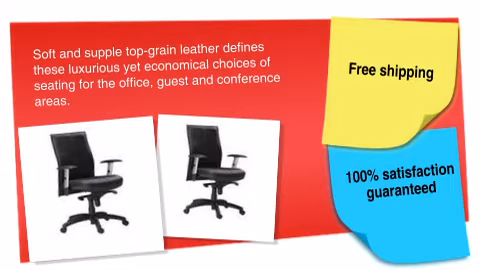 Soft and supple top-grain leather defines
these luxurious yet economical choices of
seating for the office, guest and conference
areas.
Free shipping
100% satisfaction
guaranteed